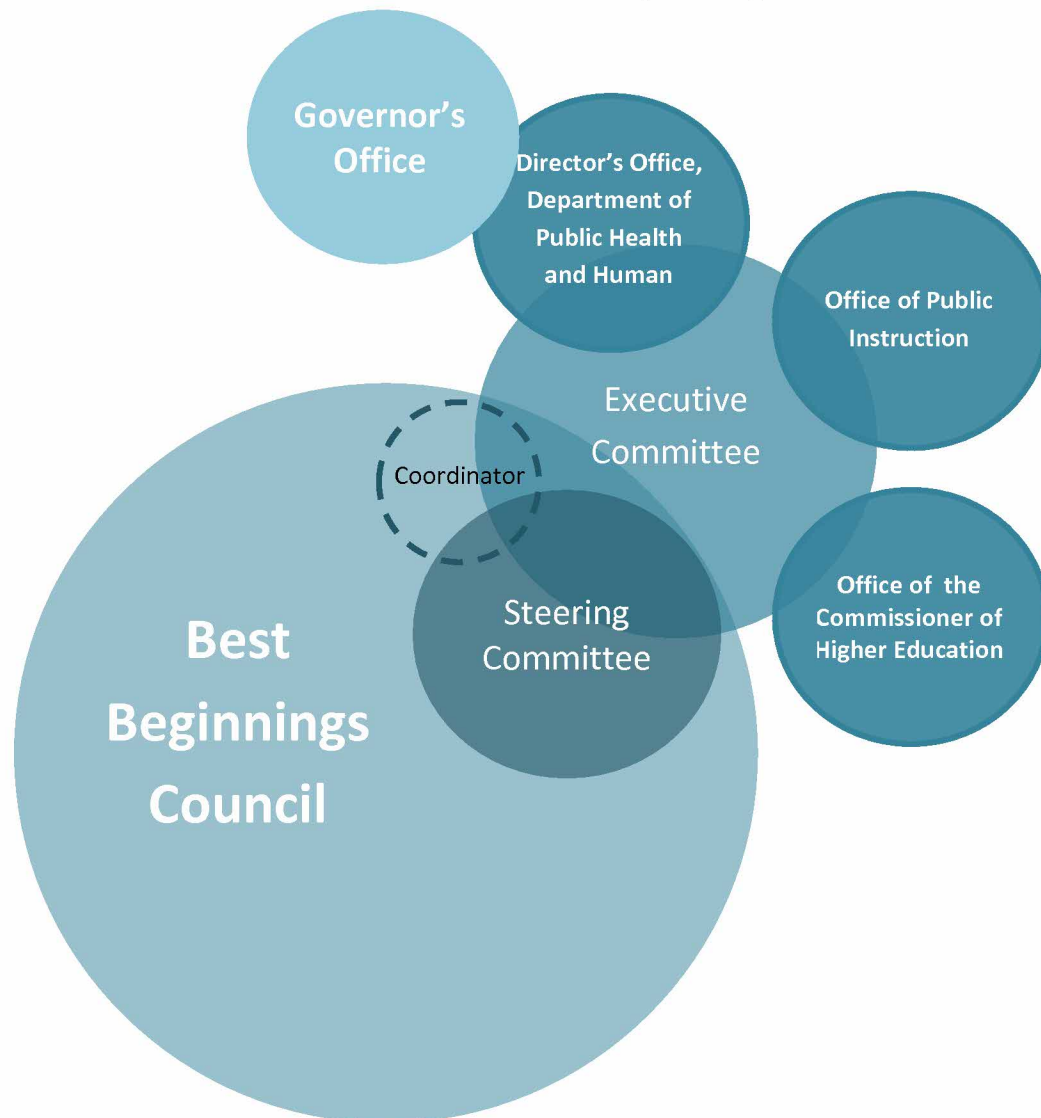 Governor's
Office
Director's Office,
Department of
Public Health
and Human
Office of Public
Instruction
Executive
Committee
Coordinator
Steering
Committee
Office of the
Commissioner of
Higher Education
Best
Beginnings
Council